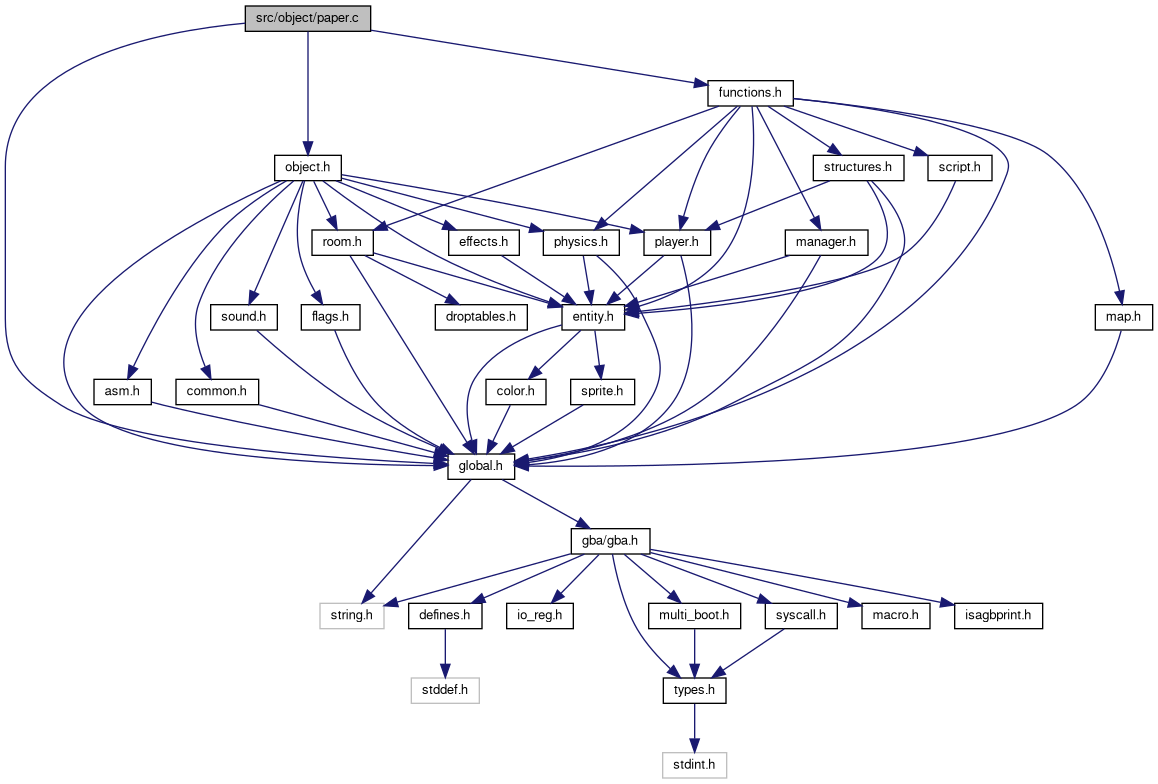 src/object/paper.c
functions.h
object.h
structures.h
script.h
room.h
effects.h
physics.h
player.h
manager.h
sound.h
flags.h
droptables.h
entity.h
map.h
asm.h
common.h
color.h
sprite.h
global.h
gba/gba.h
string.h
defines.h
io_reg.h
multi_boot.h
syscall.h
macro.h
isagbprint.h
stddef.h
types.h
stdint.h